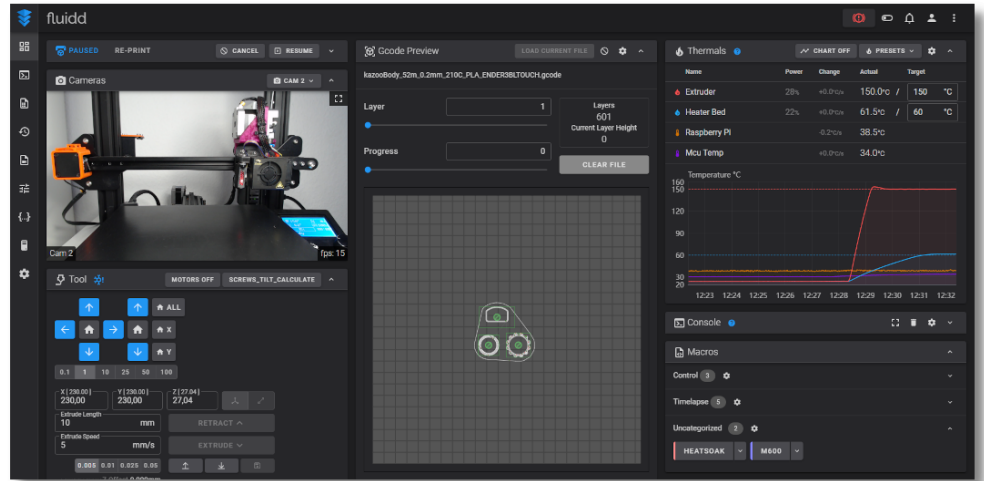 fluidd
PAUSED RE-PRINT CANCEL RESUME
Cameras CAM 2
Cam 2 fps: 15
Tool MOTORS OFF SCREWS_TILT_CALCULATE
ALL
X
Y
0.1 1 10 25 50 100
X [ 230.00 ] Y [ 230.00 ] Z [ 27.04 ]
230,00 230,00 27,04
Extrude Length
10 mm RETRACT
Extrude Speed
5 mm/s EXTRUDE
0.005 0.01 0.025 0.05
Z Offset 0.000mm
Gcode Preview LOAD CURRENT FILE
kazooBody_52m_0.2mm_210C_PLA_ENDER3BLTOUCH.gcode
Layer 1
Layers
601
Current Layer Height
0
Progress 0
CLEAR FILE
Thermals CHART OFF PRESETS
Name Power Change Actual Target
Extruder 28% +0.0°C/s 150.0°C / 150 °C
Heater Bed 22% +0.0°C/s 61.5°C / 60 °C
Raspberry Pi -0.2°C/s 38.5°C
Mcu Temp +0.0°C/s 34.0°C
Temperature °C
160
150
120
90
60
30
20
12:23 12:24 12:25 12:26 12:27 12:28 12:29 12:30 12:31 12:32
Console
Macros
Control 3
Timelapse 5
Uncategorized 2
HEATSOAK M600